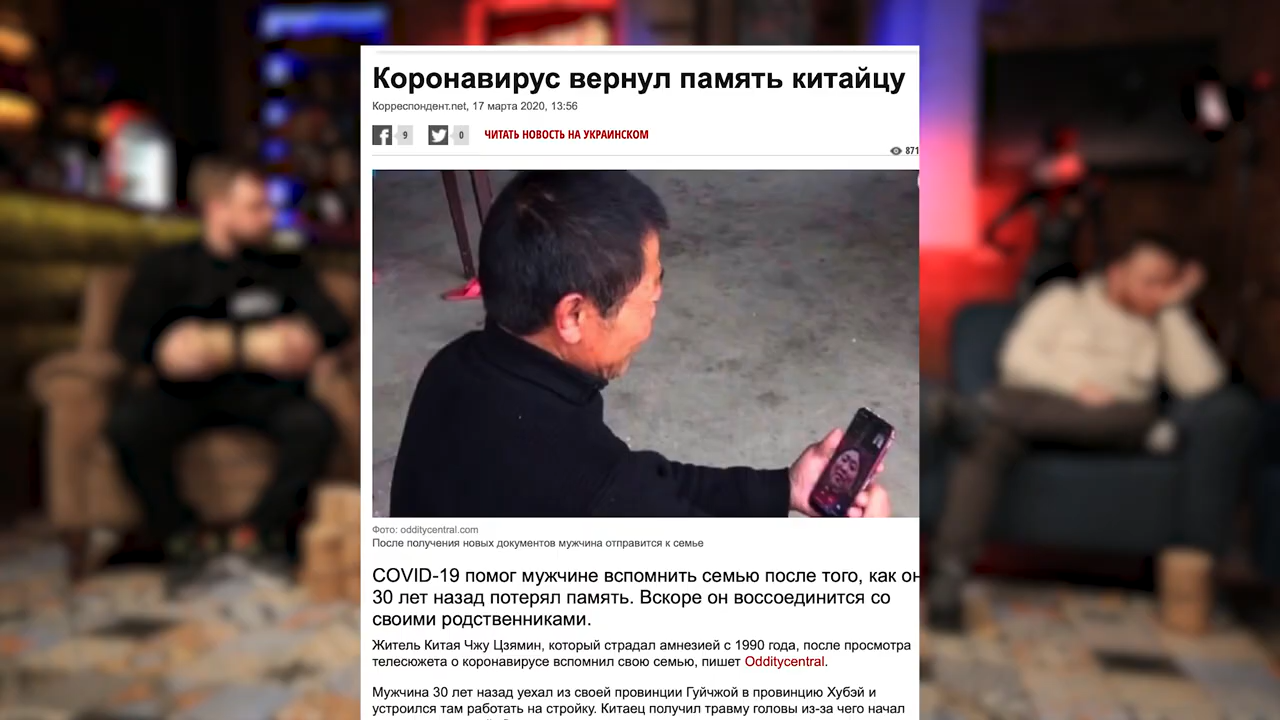 Коронавирус вернул память китайцу
Корреспондент.net, 17 марта 2020, 13:56
9 0 ЧИТАТЬ НОВОСТЬ НА УКРАИНСКОМ
871
Фото: odditycentral.com
После получения новых документов мужчина отправится к семье
COVID-19 помог мужчине вспомнить семью после того, как он
30 лет назад потерял память. Вскоре он воссоединится со
своими родственниками.
Житель Китая Чжу Цзямин, который страдал амнезией с 1990 года, после просмотра
телесюжета о коронавирусе вспомнил свою семью, пишет Odditycentral.
Мужчина 30 лет назад уехал из своей провинции Гуйчжой в провинцию Хубэй и
устроился там работать на стройку. Китаец получил травму головы из-за чего начал